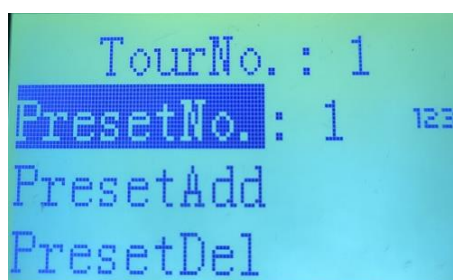 TourNo.: 1
PresetNo.: 1 123
PresetAdd
PresetDel